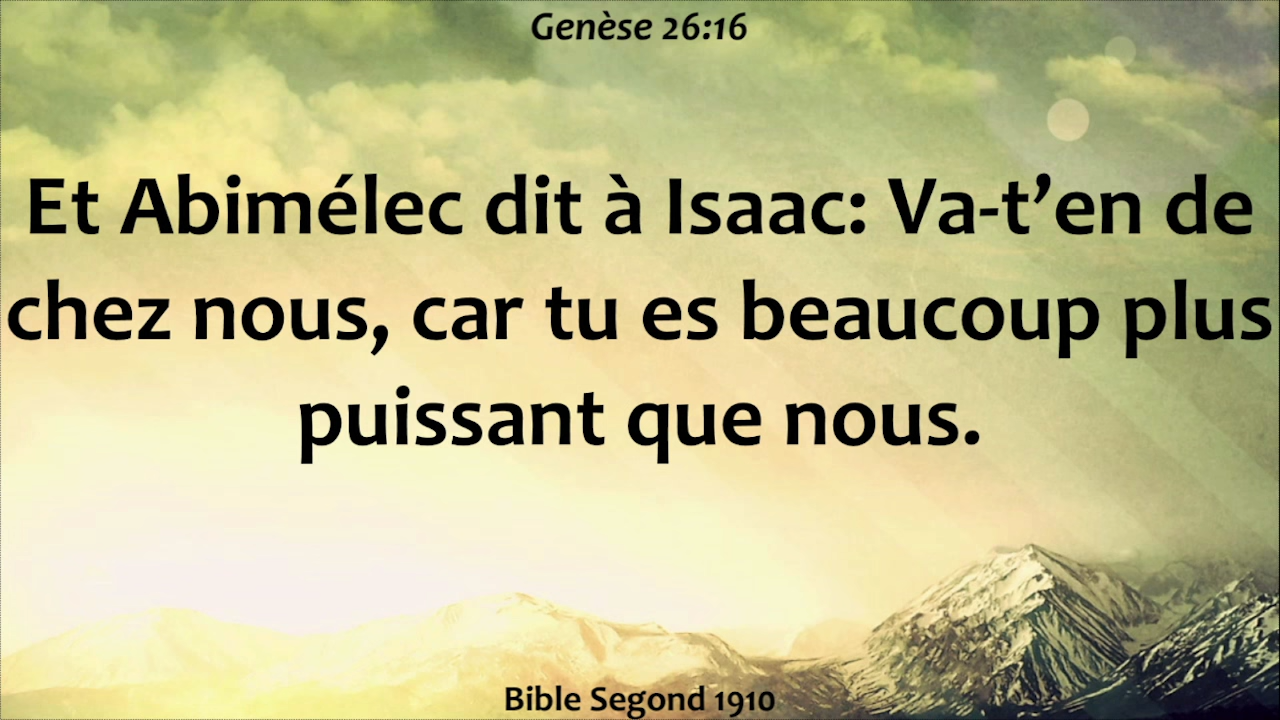 Genèse 26:16
Et Abimélec dit à Isaac: Va-t’en de
chez nous, car tu es beaucoup plus
puissant que nous.
Bible Segond 1910